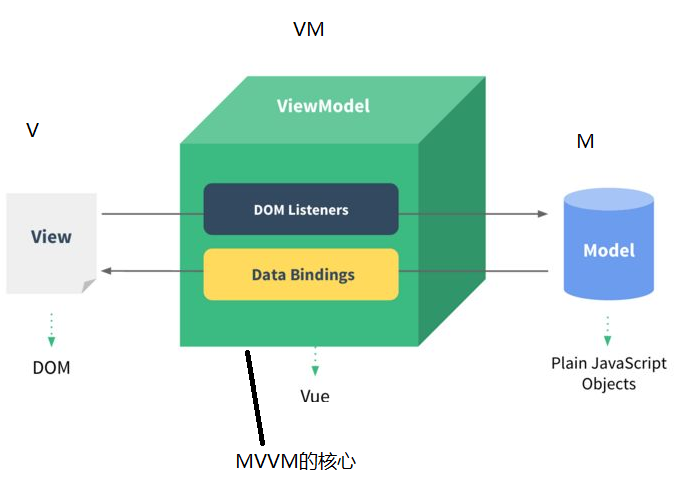 VM
ViewModel
V
M
DOM Listeners
View
Data Bindings
Model
DOM
Plain JavaScript
Objects
Vue
MVVM的核心